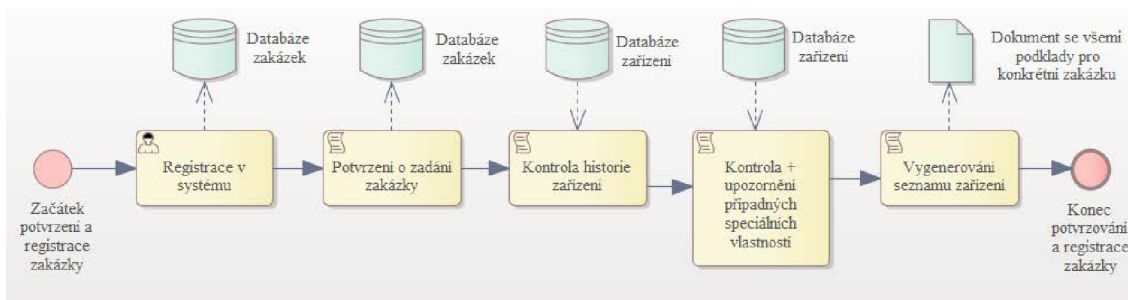 Databáze
zakázek
Databáze
zakázek
Databáze
zařízení
Databáze
zařízení
Dokument se všemi
podklady pro
konkrétní zakázku
Registrace v
systému
Potvrzení o zadání
zakázky
Kontrola historie
zařízení
Kontrola +
upozornění
případných
speciálních
vlastností
Vygenerování
seznamu zařízení
Začátek
potvrzení a
registrace
zakázky
Konec
potvrzování
a registrace
zakázky